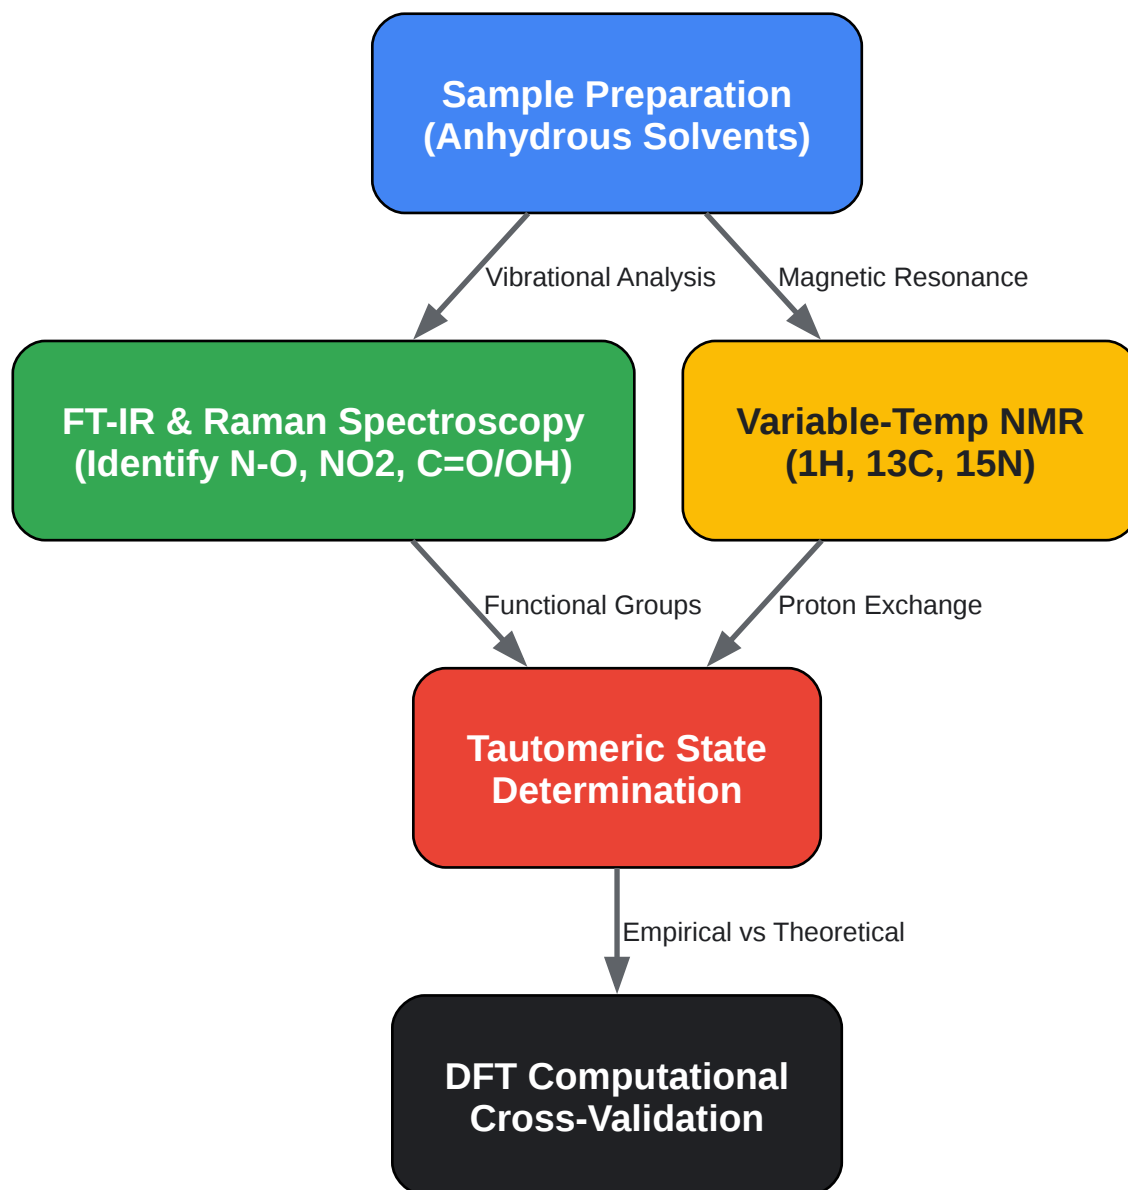 Sample Preparation
(Anhydrous Solvents)
Vibrational Analysis
Magnetic Resonance
FT-IR & Raman Spectroscopy
(Identify N-O, NO2, C=O/OH)
Variable-Temp NMR
(1H, 13C, 15N)
Functional Groups
Proton Exchange
Tautomeric State
Determination
Empirical vs Theoretical
DFT Computational
Cross-Validation